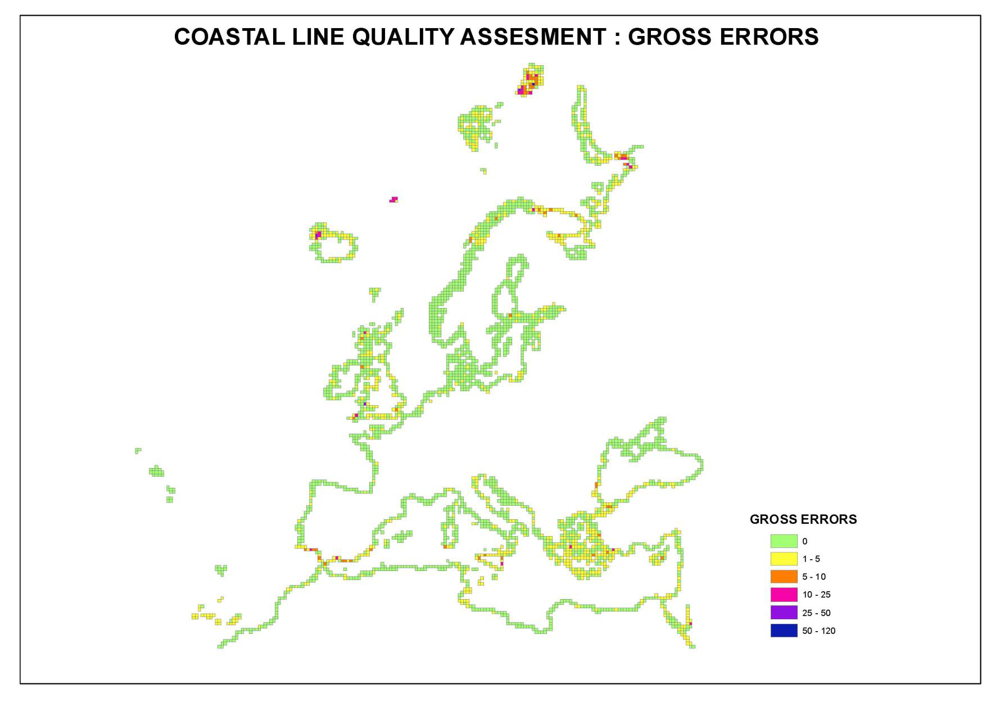 COASTAL LINE QUALITY ASSESMENT : GROSS ERRORS
GROSS ERRORS
0
1 - 5
5 - 10
10 - 25
25 - 50
50 - 120